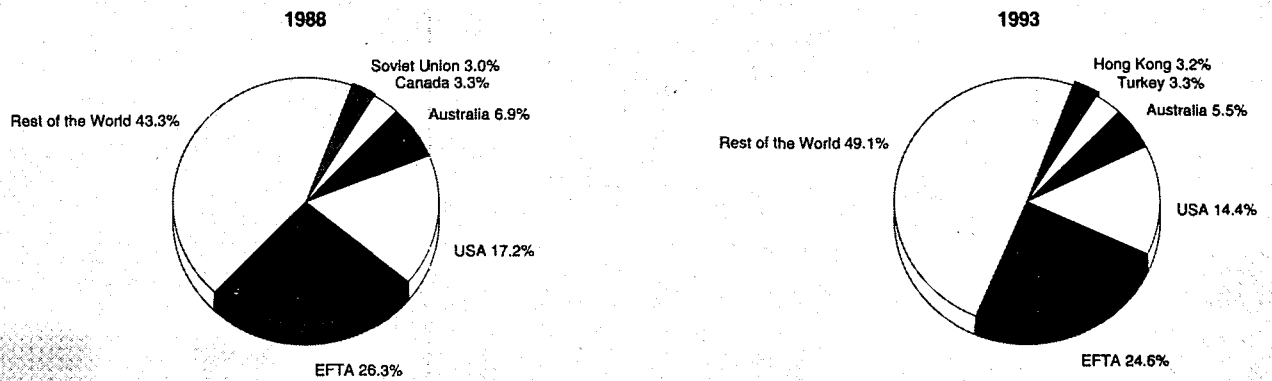 1988
Soviet Union 3.0%
Canada 3.3%
Australia 6.9%
Rest of the World 43.3%
USA 17.2%
EFTA 26.3%
1993
Hong Kong 3.2%
Turkey 3.3%
Australia 5.5%
Rest of the World 49.1%
USA 14.4%
EFTA 24.6%